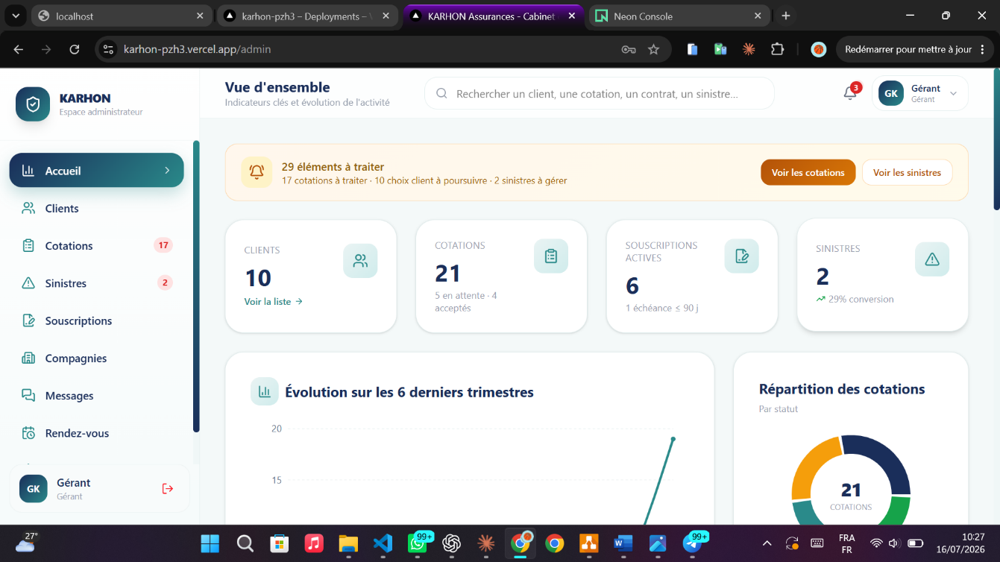 localhost
karhon-pzh3 – Deployments –
KARHON Assurances - Cabinet
Neon Console
karhon-pzh3.vercel.app/admin
Redémarrer pour mettre à jour
KARHON
Espace administrateur
Vue d'ensemble
Indicateurs clés et évolution de l'activité
Rechercher un client, une cotation, un contrat, un sinistre...
3
GK
Gérant
Gérant
Accueil
Clients
Cotations
17
Sinistres
2
Souscriptions
Compagnies
Messages
Rendez-vous
GK
Gérant
Gérant
29 éléments à traiter
17 cotations à traiter · 10 choix client à poursuivre · 2 sinistres à gérer
Voir les cotations
Voir les sinistres
CLIENTS
10
Voir la liste →
COTATIONS
21
5 en attente · 4
acceptés
SOUSCRIPTIONS
ACTIVES
6
1 échéance ≤ 90 j
SINISTRES
2
29% conversion
Évolution sur les 6 derniers trimestres
20
15
Répartition des cotations
Par statut
21
COTATIONS
27°
99+
99+
FRA
FR
10:27
16/07/2026